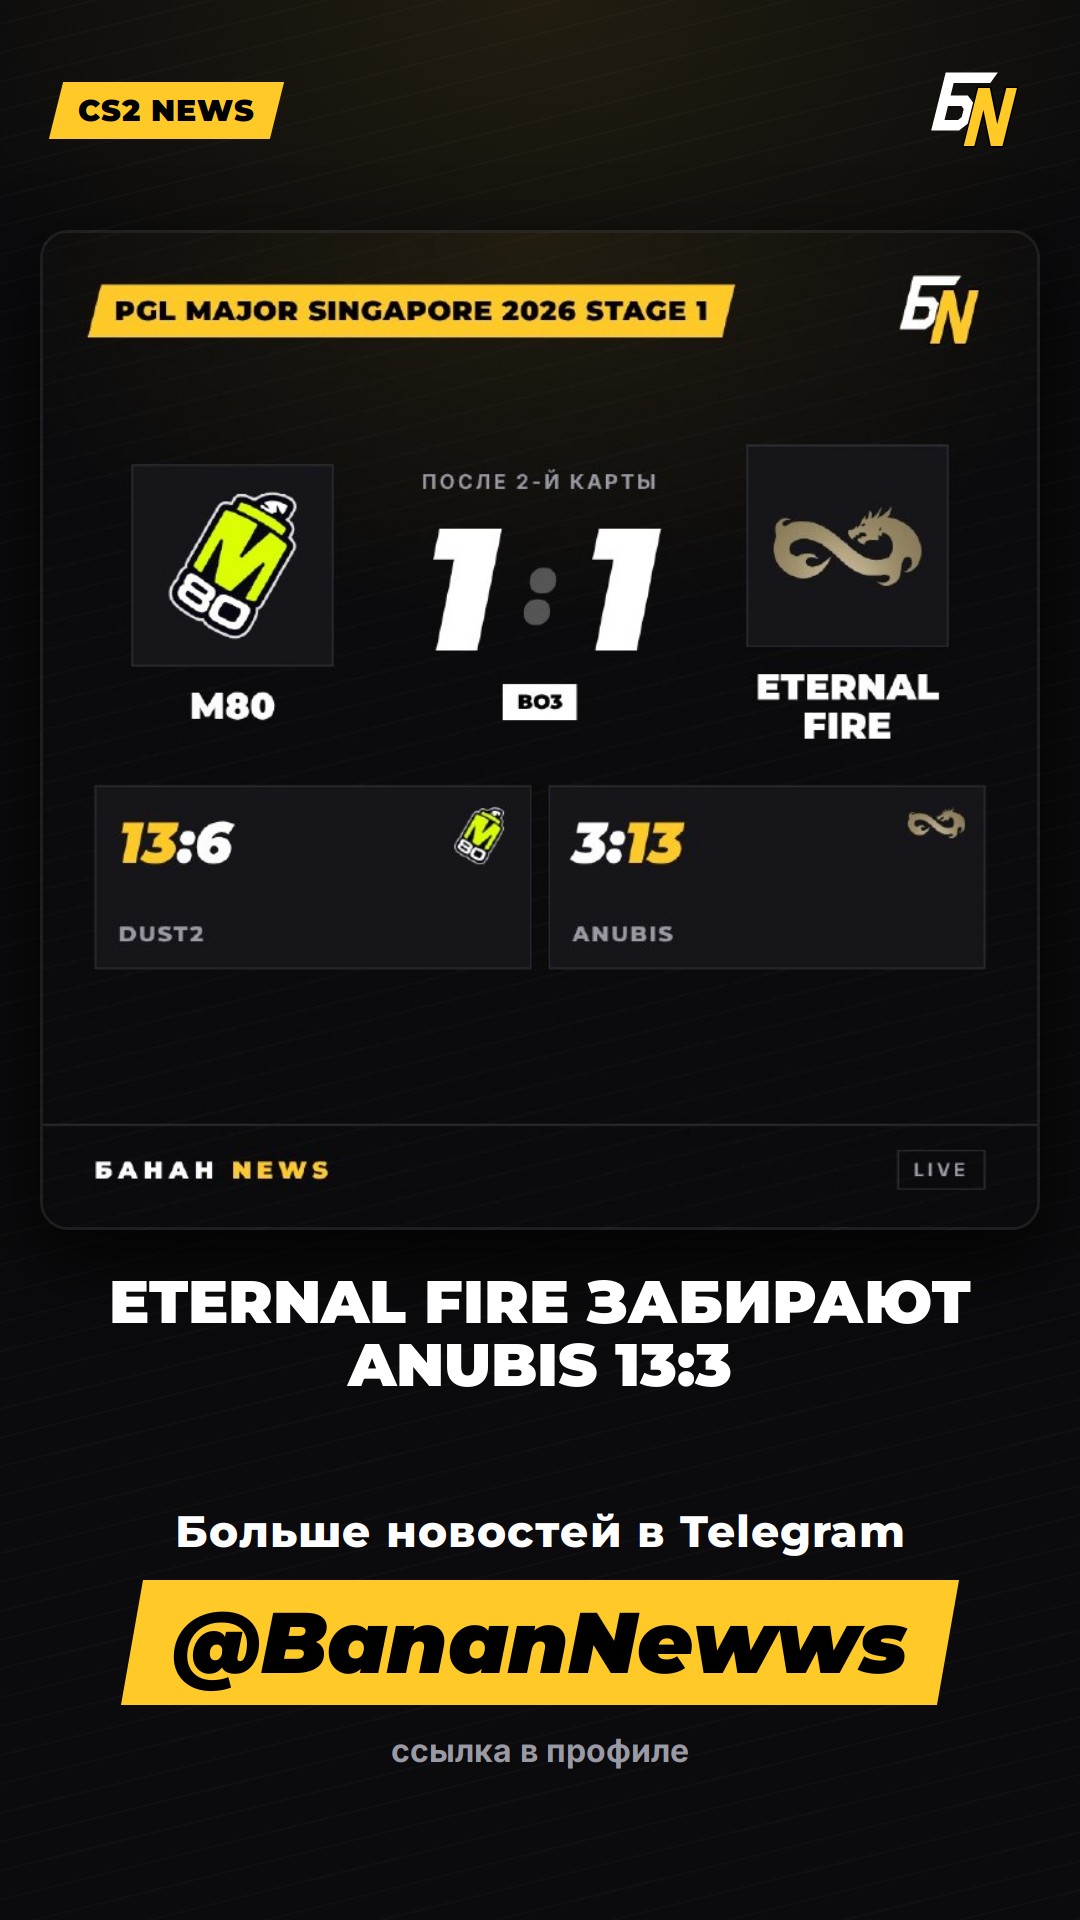 CS2 NEWS
БN
PGL MAJOR SINGAPORE 2026 STAGE 1
БN
ПОСЛЕ 2-Й КАРТЫ
1:1
M80
M80
BO3
ETERNAL
FIRE
13:6
M80
DUST2
3:13
ANUBIS
БАНАН NEWS
LIVE
ETERNAL FIRE ЗАБИРАЮТ
ANUBIS 13:3
Больше новостей в Telegram
@BananNewws
ссылка в профиле